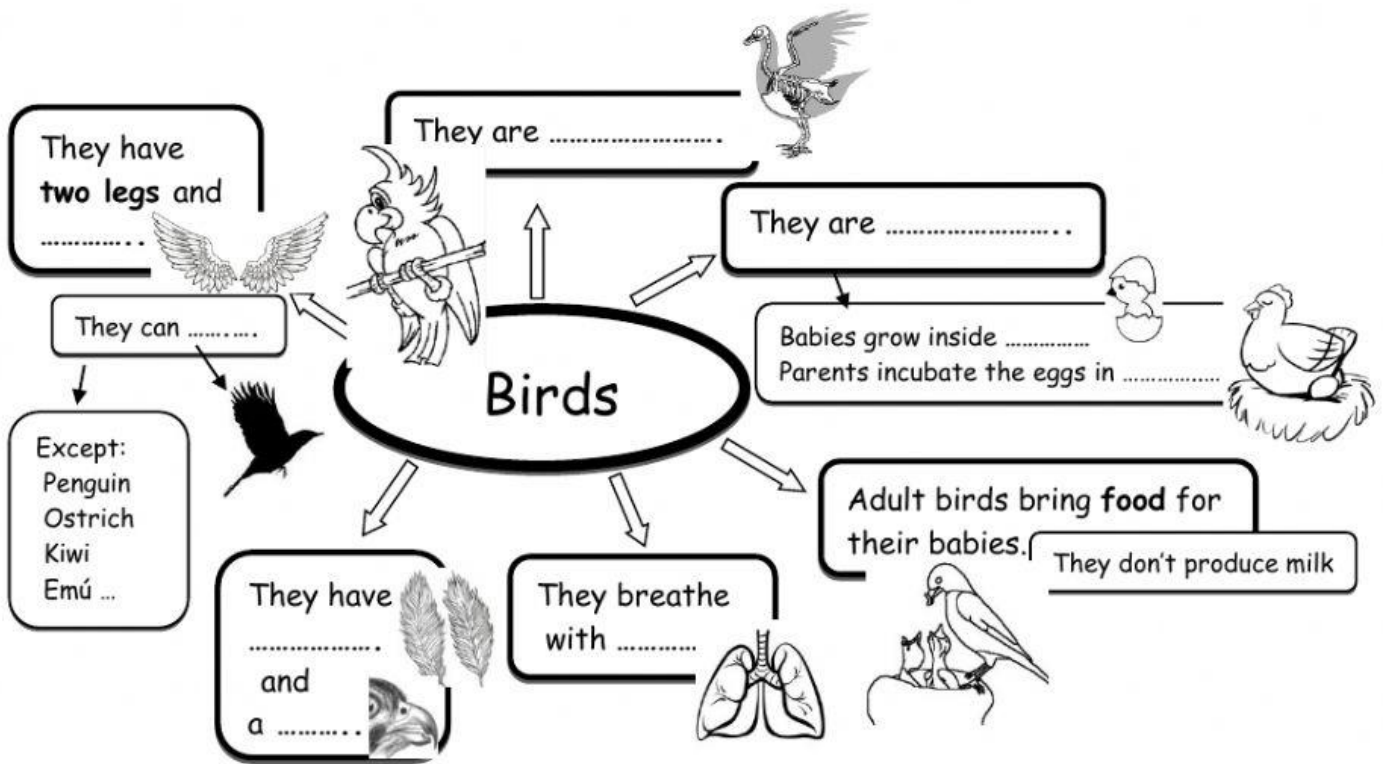 They are …………………….
They have
two legs and
…………..
They are …………………..
They can ……….
Babies grow inside …………
Parents incubate the eggs in …………….
Birds
Except:
Penguin
Ostrich
Kiwi
Emú …
Adult birds bring food for
their babies.
They don't produce milk
They have
…………….
and
a ………..
They breathe
with …………